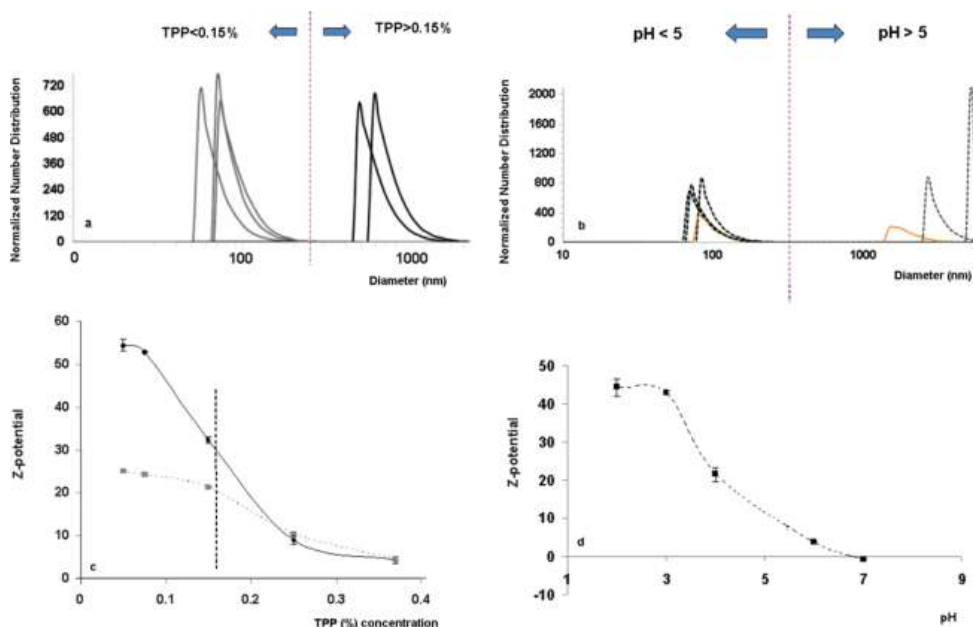 TPP<0.15%
TPP>0.15%
Normalized Number Distribution
720
600
480
360
240
120
0
a
0
100
1000
Diameter (nm)
pH < 5
pH > 5
Normalized Number Distribution
2000
1600
1200
800
400
0
b
10
100
1000
Diameter (nm)
Z-potential
60
50
40
30
20
10
0
c
0
0.1
0.2
0.3
0.4
TPP (%) concentration
Z-potential
50
40
30
20
10
0
-10
d
1
3
5
7
9
pH